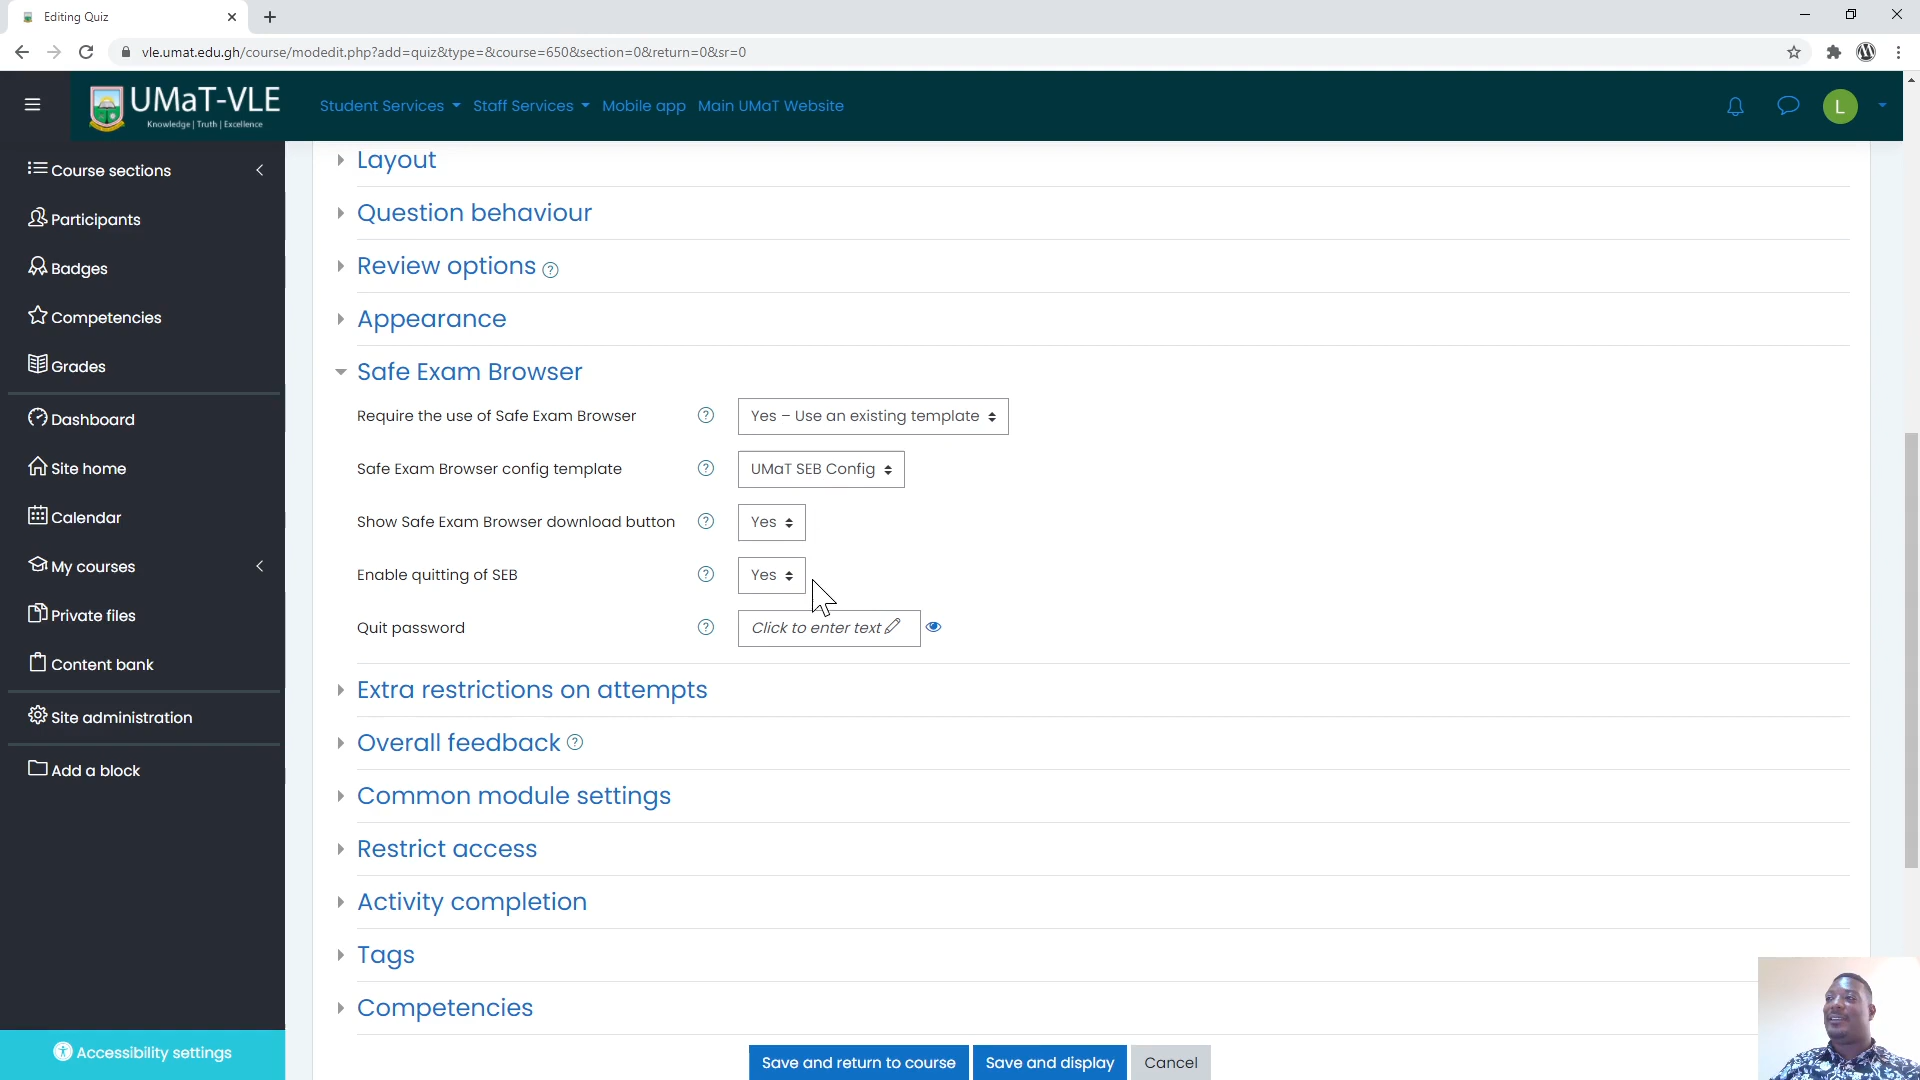 Editing Quiz
vle.umat.edu.gh/course/modedit.php?add=quiz&type=&course=650&section=0&return=0&sr=0
UMaT-VLE
Knowledge | Truth | Excellence
Student Services
Staff Services
Mobile app
Main UMaT Website
L
Course sections
Participants
Badges
Competencies
Grades
Dashboard
Site home
Calendar
My courses
Private files
Content bank
Site administration
Add a block
Accessibility settings
Layout
Question behaviour
Review options
Appearance
Safe Exam Browser
Require the use of Safe Exam Browser
Yes – Use an existing template
Safe Exam Browser config template
UMaT SEB Config
Show Safe Exam Browser download button
Yes
Enable quitting of SEB
Yes
Quit password
Click to enter text
Extra restrictions on attempts
Overall feedback
Common module settings
Restrict access
Activity completion
Tags
Competencies
Save and return to course
Save and display
Cancel